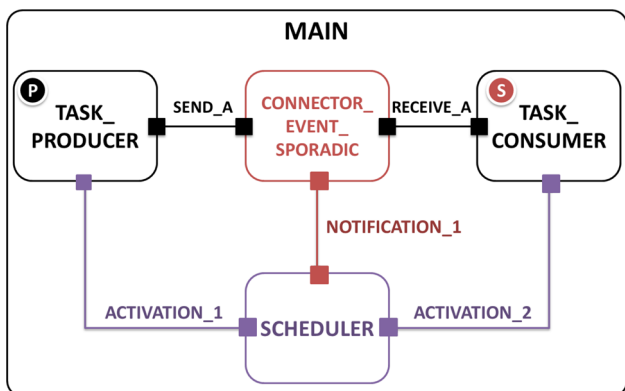 MAIN
P
TASK_
PRODUCER
SEND_A
CONNECTOR_
EVENT_
SPORADIC
RECEIVE_A
S
TASK_
CONSUMER
NOTIFICATION_1
ACTIVATION_1
SCHEDULER
ACTIVATION_2